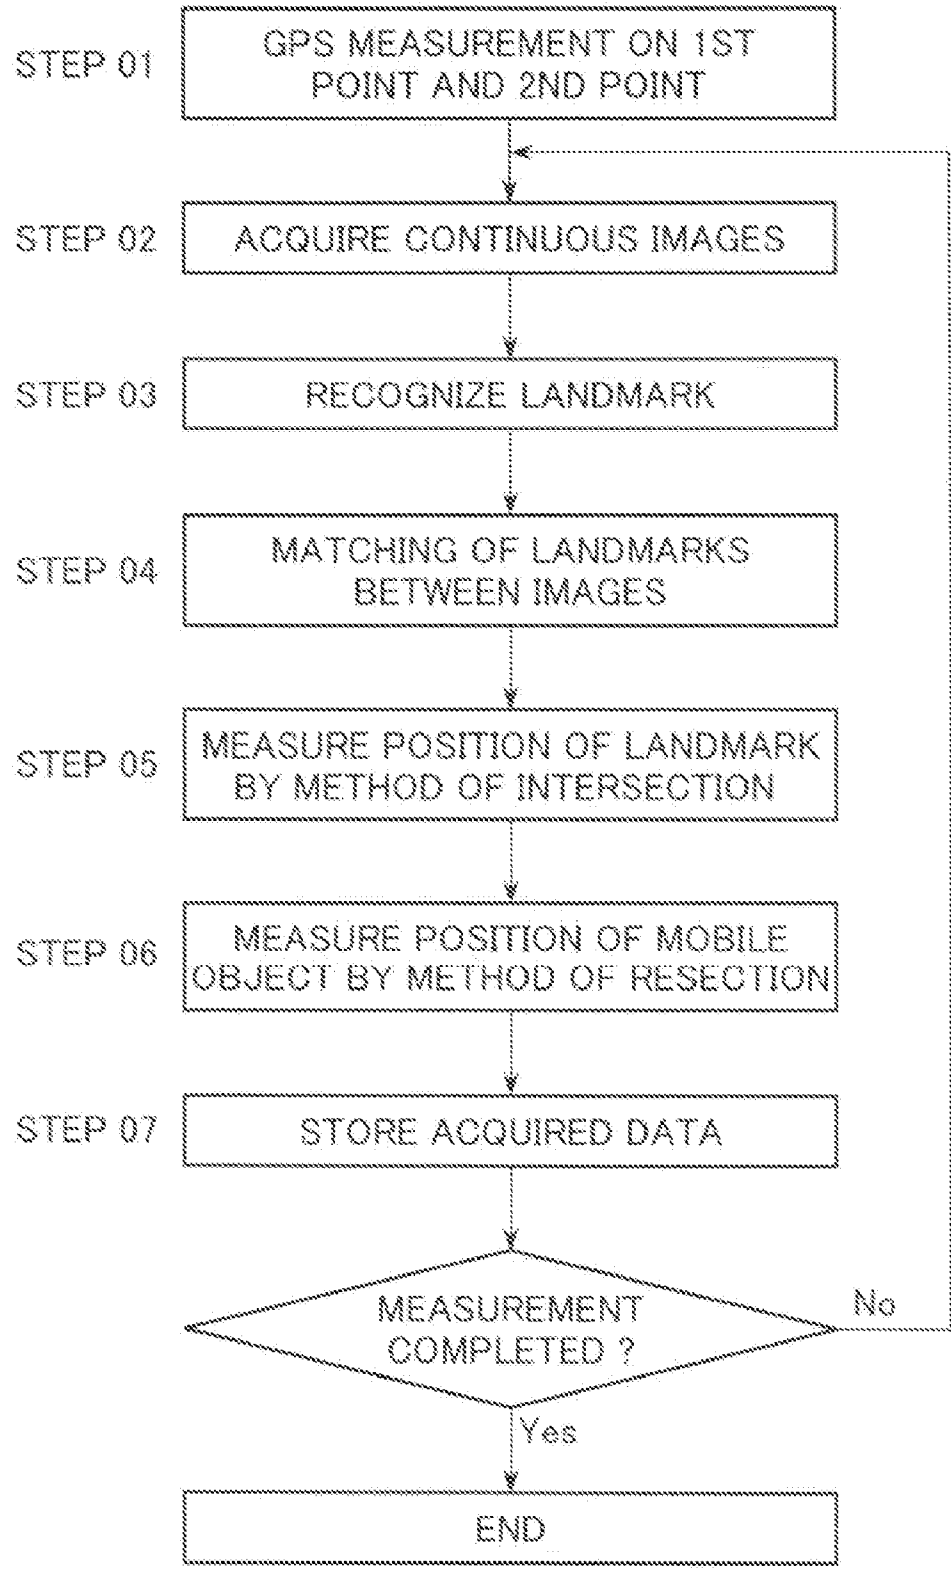 STEP 01
GPS MEASUREMENT ON 1ST
POINT AND 2ND POINT
STEP 02
ACQUIRE CONTINUOUS IMAGES
STEP 03
RECOGNIZE LANDMARK
STEP 04
MATCHING OF LANDMARKS
BETWEEN IMAGES
STEP 05
MEASURE POSITION OF LANDMARK
BY METHOD OF INTERSECTION
STEP 06
MEASURE POSITION OF MOBILE
OBJECT BY METHOD OF RESECTION
STEP 07
STORE ACQUIRED DATA
MEASUREMENT
COMPLETED ?
No
Yes
END